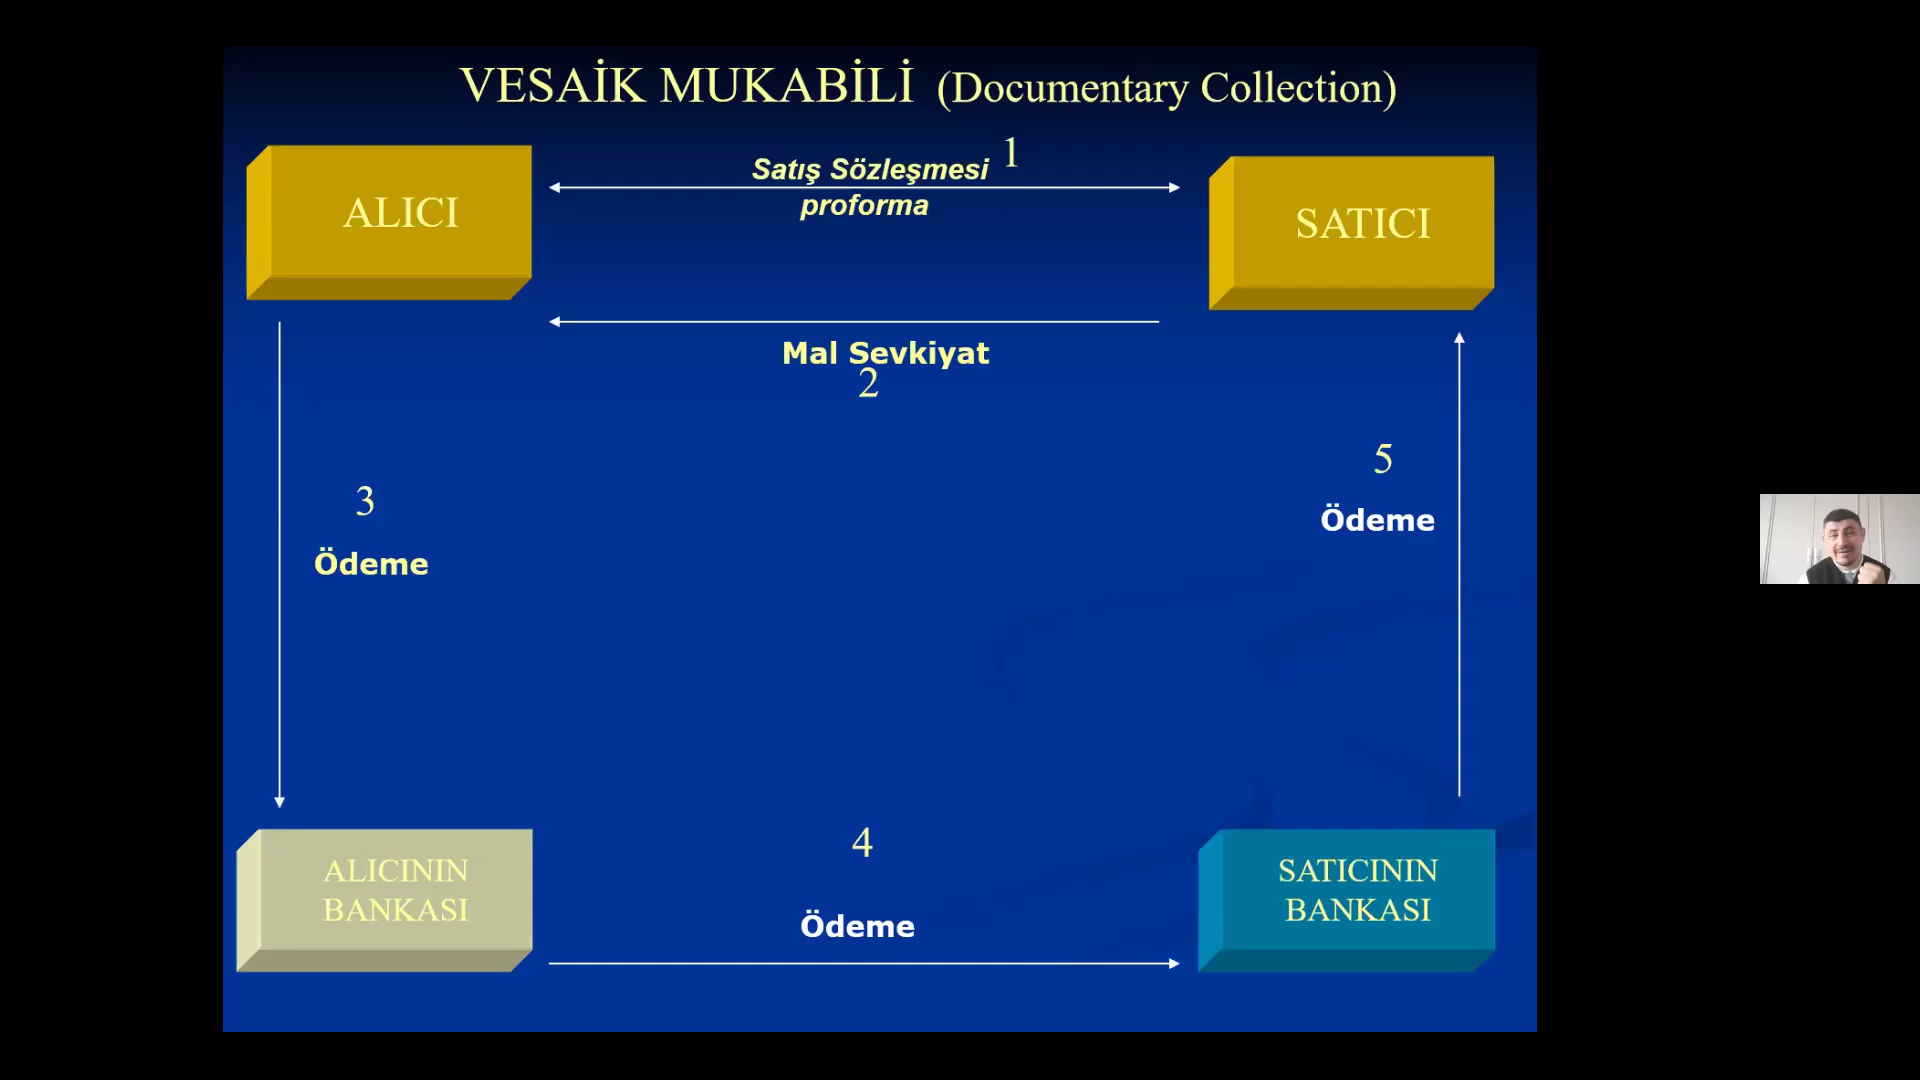 VESAİK MUKABİLİ (Documentary Collection)
1
Satış Sözleşmesi
proforma
ALICI
SATICI
Mal Sevkiyat
2
3
Ödeme
5
Ödeme
4
Ödeme
ALICININ
BANKASI
SATICININ
BANKASI